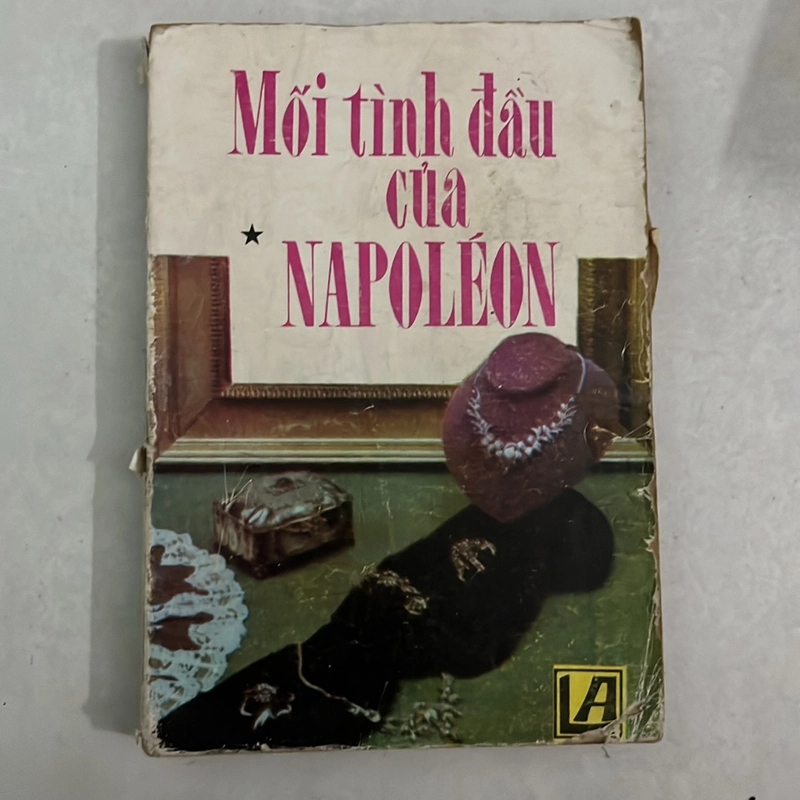 Mối tình đầu
của
NAPOLÉON
LA